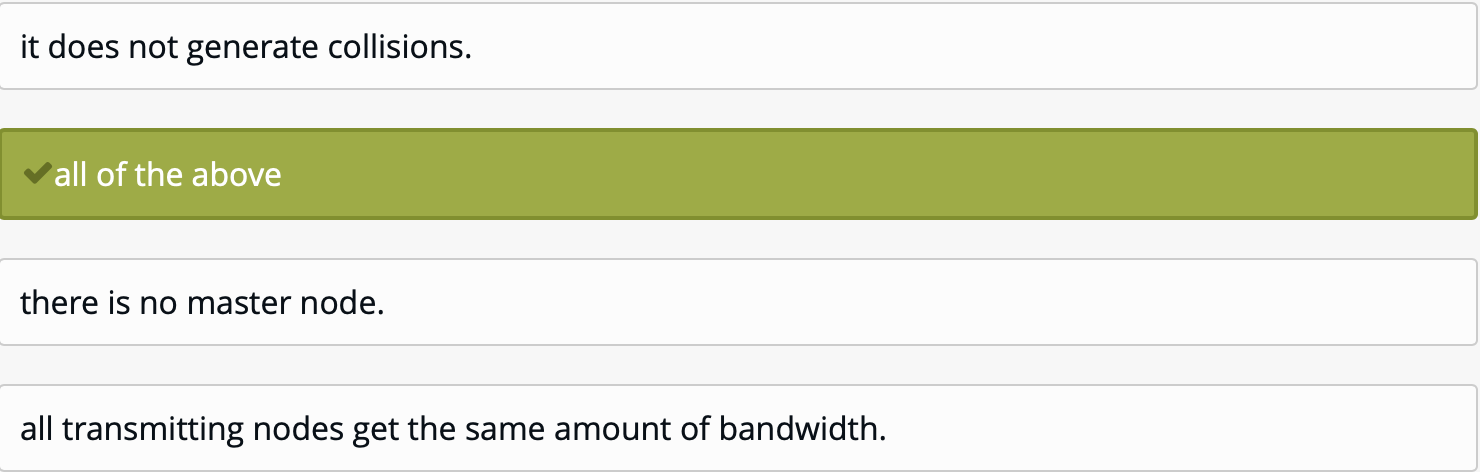 it does not generate collisions.
all of the above
there is no master node.
all transmitting nodes get the same amount of bandwidth.